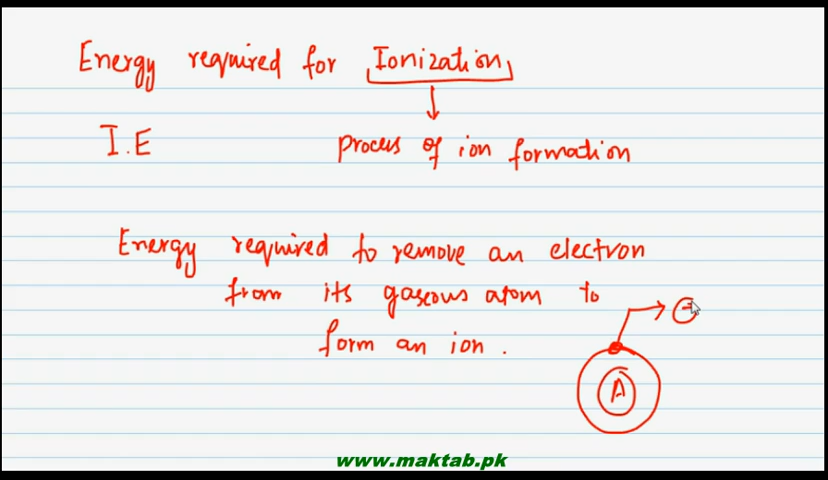 Energy required for Ionization
I.E
process of ion formation
Energy required to remove an electron
from its gaseous atom to
form an ion.
A
www.maktab.pk